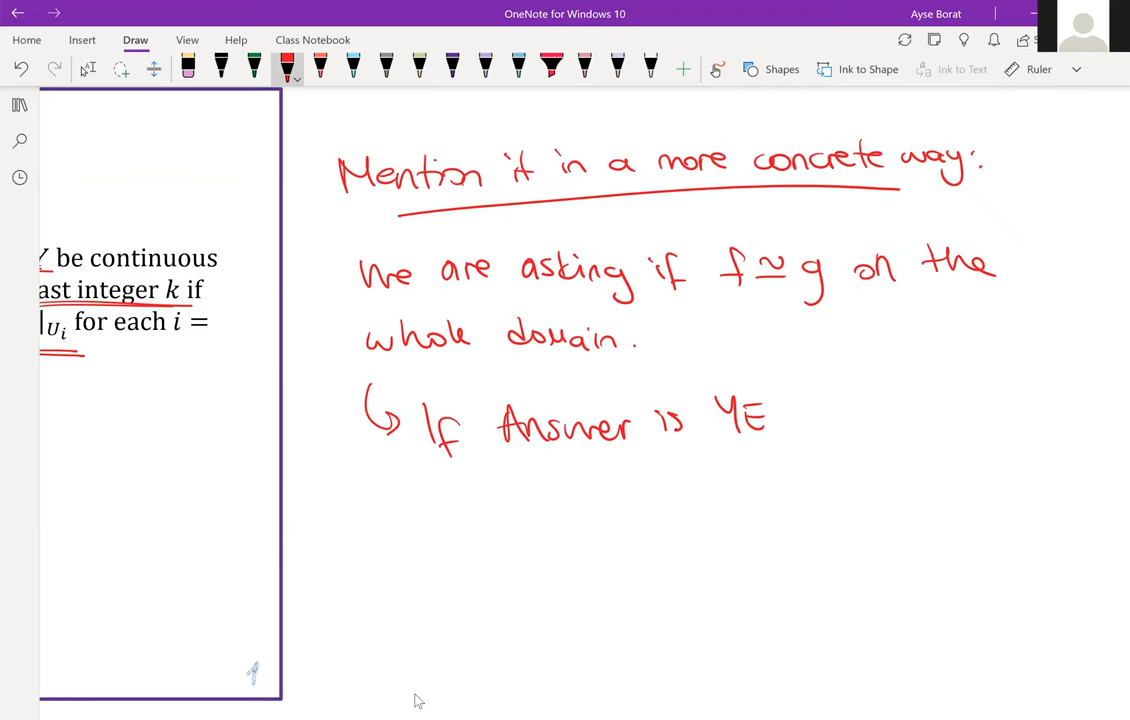 OneNote for Windows 10
Ayse Borat
Home Insert Draw View Help Class Notebook
Shapes Ink to Shape Ink to Text Ruler
Mention it in a more concrete way:
Y be continuous
ast integer k if
|Ui for each i =
We are asking if f ≃ g on the
whole domain.
↳ If Answer is YE
1